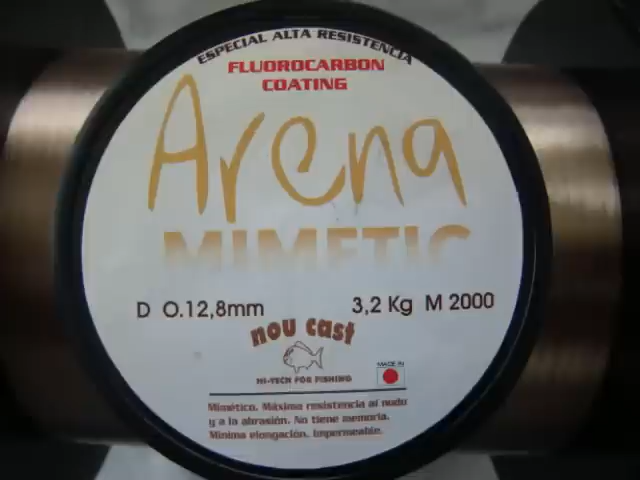 ESPECIAL ALTA RESISTENCIA
FLUOROCARBON
COATING
Arena
MIMETIC
D O.12,8mm 3,2 Kg M 2000
nou cast
HI-TECH FOR FISHING
MADE IN
Mimético. Máxima resistencia al nudo
y a la abrasión. No tiene memoria.
Mínima elongación. Impermeable.